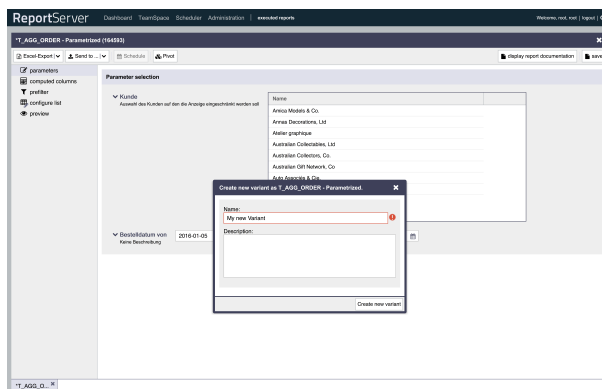 ReportServer Dashboard TeamSpace Scheduler Administration executed reports Welcome, root, root | logout |
*T_AGG_ORDER - Parametrized (164593)
Excel-Export Send to ... Schedule Pivot display report documentation save
parameters
computed columns
prefilter
configure list
preview
Parameter selection
Kunde
Auswahl des Kunden auf den die Anzeige eingeschränkt werden soll
Name
Amica Models & Co.
Annas Decorations, Ltd
Atelier graphique
Australian Collectables, Ltd
Australian Collectors, Co.
Australian Gift Network, Co
Auto Associés & Cie.
Create new variant as T_AGG_ORDER - Parametrized.
Name:
My new Variant
Description:
Create new variant
Bestelldatum von
Keine Beschreibung
2016-01-05
*T_AGG_O...